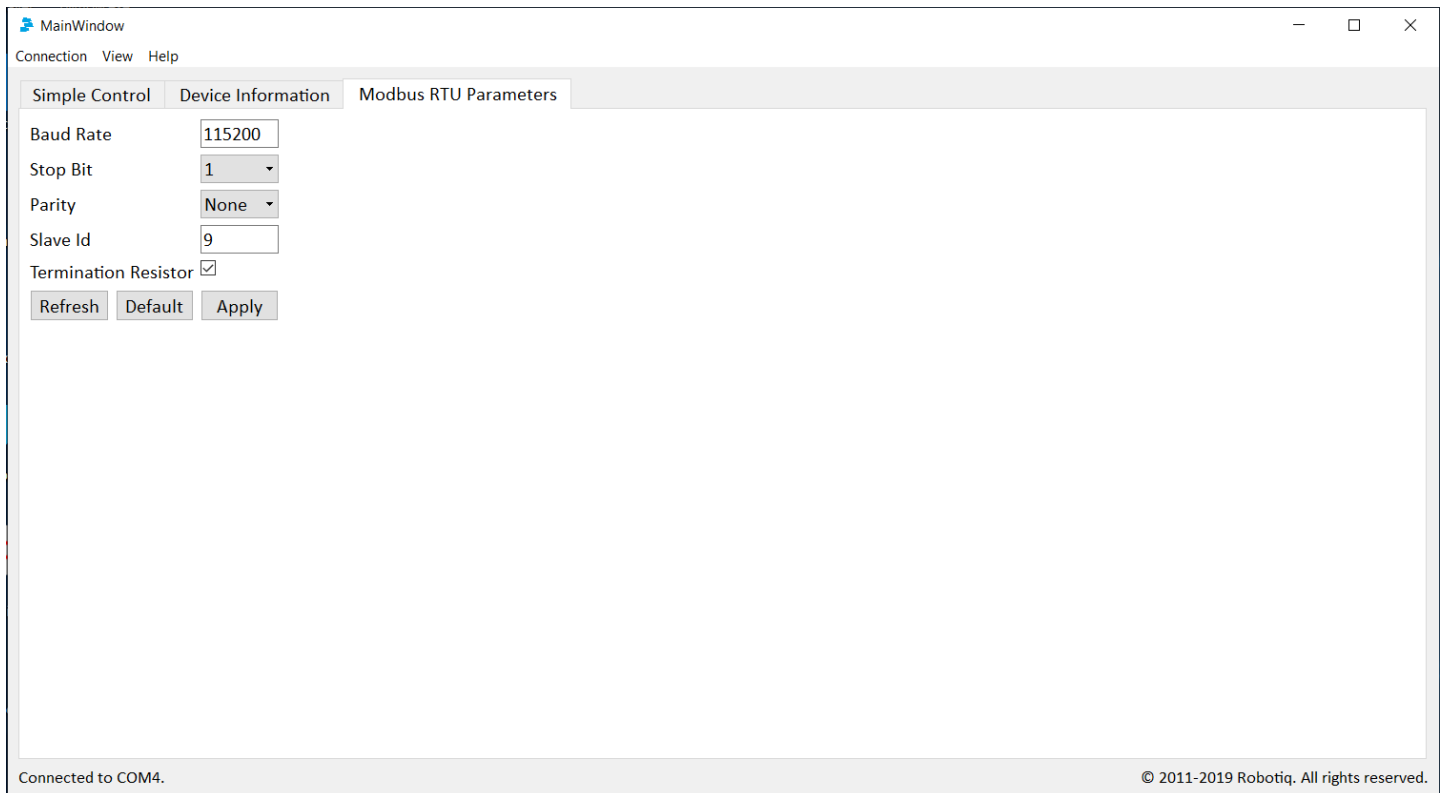 MainWindow
Connection View Help
Simple Control Device Information Modbus RTU Parameters
Baud Rate 115200
Stop Bit 1
Parity None
Slave Id 9
Termination Resistor
Refresh Default Apply
Connected to COM4. © 2011-2019 Robotiq. All rights reserved.